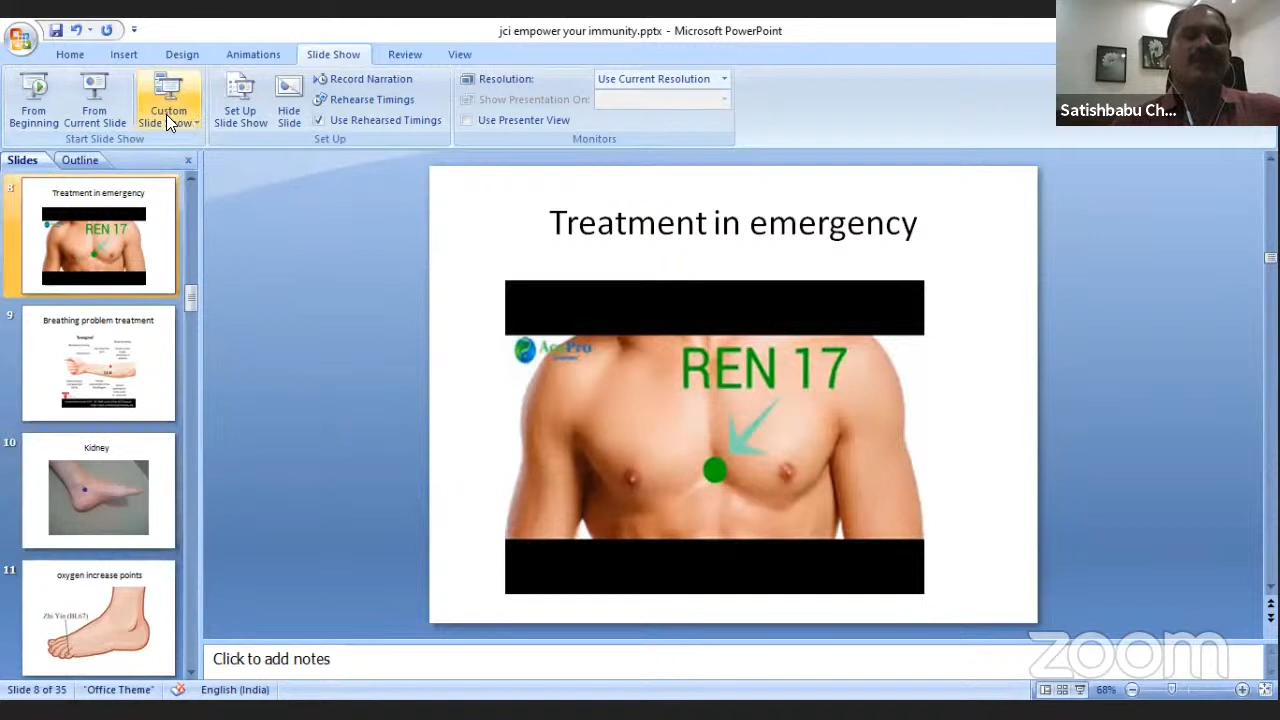 jci empower your immunity.pptx - Microsoft PowerPoint
Home Insert Design Animations Slide Show Review View
From Beginning
From Current Slide
Custom Slide Show
Start Slide Show
Set Up Slide Show
Hide Slide
Record Narration
Rehearse Timings
Use Rehearsed Timings
Set Up
Resolution: Use Current Resolution
Show Presentation On:
Use Presenter View
Monitors
Satishbabu Ch...
Slides Outline
8
Treatment in emergency
REN 17
9
Breathing problem treatment
10
Kidney
11
oxygen increase points
Zhi Yin (BL67)
Treatment in emergency
REN 17
Click to add notes
zoom
Slide 8 of 35 "Office Theme" English (India) 68%